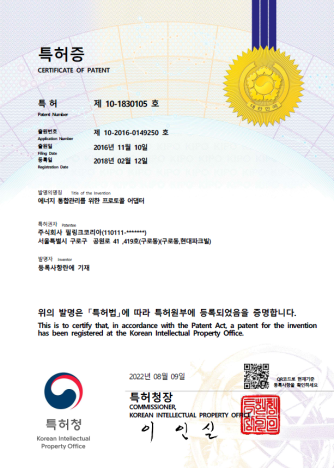 특허증
CERTIFICATE OF PATENT
특 허 제 10-1830105 호
Patent Number
출원번호 제 10-2016-0149250 호
Application Number
출원일 2016년 11월 10일
Filing Date
등록일 2018년 02월 12일
Registration Date
발명의명칭 Title of the Invention
에너지 통합관리를 위한 프로토콜 어댑터
특허권자 Patentee
주식회사 필링크코리아(110111-*******)
서울특별시 구로구 공원로 41 ,419호(구로동)(구로동,현대파크빌)
발명자 Inventor
등록사항란에 기재
위의 발명은 「특허법」에 따라 특허원부에 등록되었음을 증명합니다.
This is to certify that, in accordance with the Patent Act, a patent for the invention
has been registered at the Korean Intellectual Property Office.
2022년 08월 09일
QR코드로 현재기준
등록사항을 확인하세요
특허청
Korean Intellectual
Property Office
특허청장
COMMISSIONER,
KOREAN INTELLECTUAL PROPERTY OFFICE
이 인 실